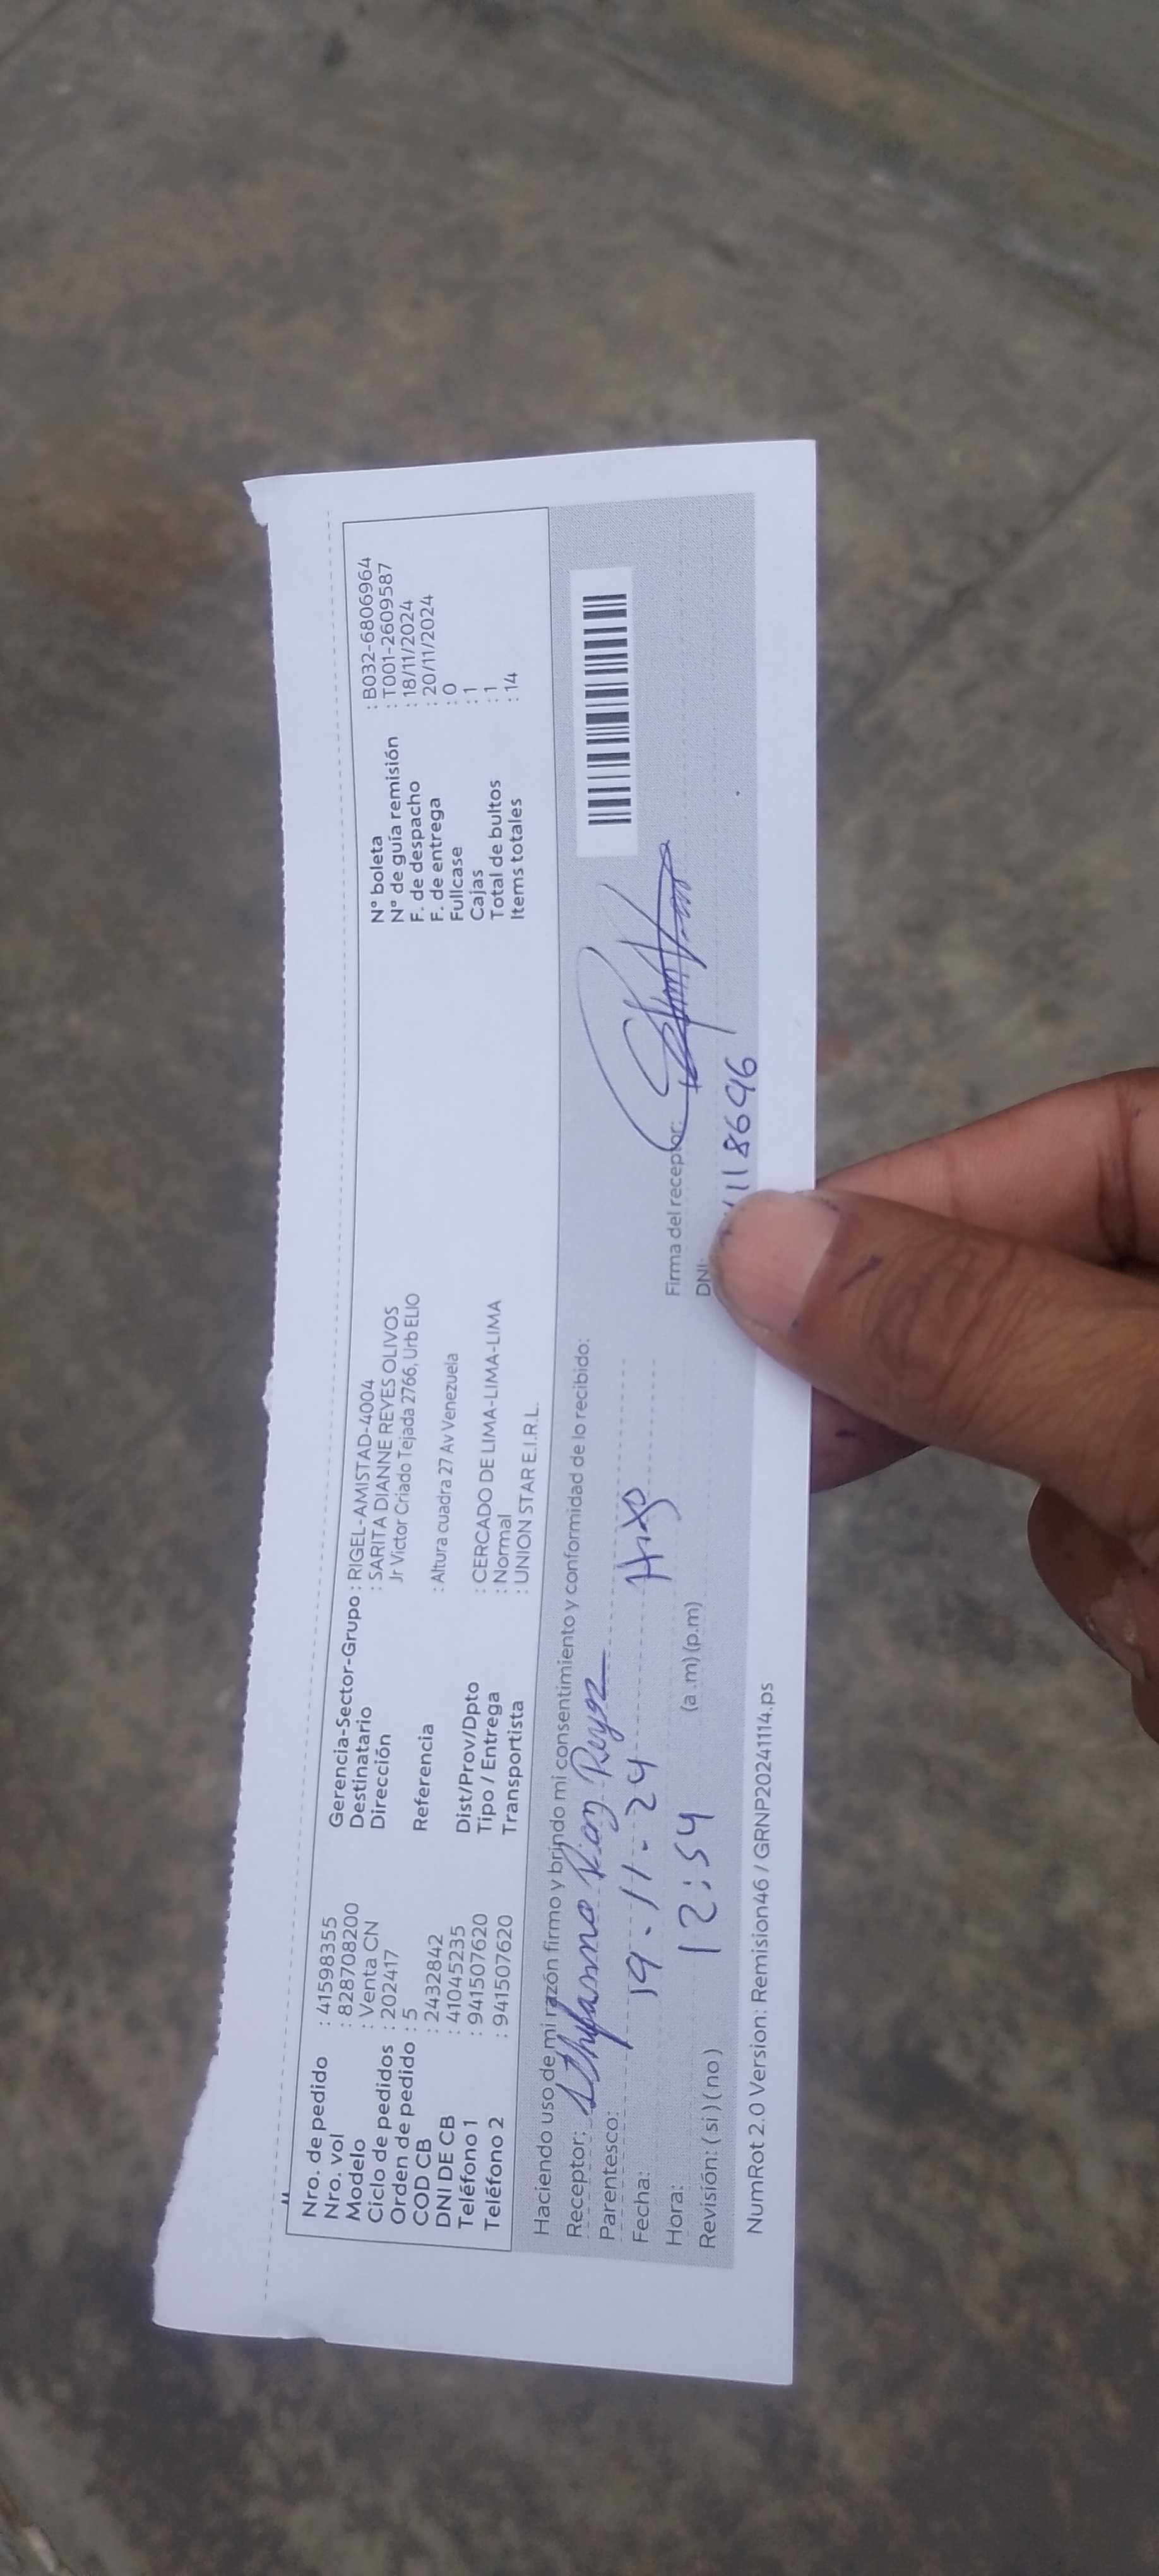 Nro. de pedido : 41598355
Nro. vol : 828708200
Modelo : Venta CN
Ciclo de pedidos : 202417
Orden de pedido : 5
COD CB : 2432842
DNI DE CB : 41045235
Teléfono 1 : 941507620
Teléfono 2 : 941507620
Gerencia-Sector-Grupo : RIGEL-AMISTAD-4004
Destinatario : SARITA DIANNE REYES OLIVOS
Dirección Jr Victor Criado Tejada 2766, Urb ELIO
Referencia : Altura cuadra 27 Av Venezuela
Dist/Prov/Dpto : CERCADO DE LIMA-LIMA-LIMA
Tipo / Entrega : Normal
Transportista : UNION STAR E.I.R.L.
N° boleta : B032-6806964
N° de guía remisión : T001-2609587
F. de despacho : 18/11/2024
F. de entrega : 20/11/2024
Fullcase : 0
Cajas : 1
Total de bultos : 1
Items totales : 14
Haciendo uso de mi razón firmo y brindo mi consentimiento y conformidad de lo recibido:
Receptor: Reyes
Parentesco:
Fecha: 19.11.24
Hora: 12:54 (a.m) (p.m)
Revisión: ( si ) ( no )
Firma del receptor:
DNI: 118696
NumRot 2.0 Version: Remision46 / GRNP20241114.ps